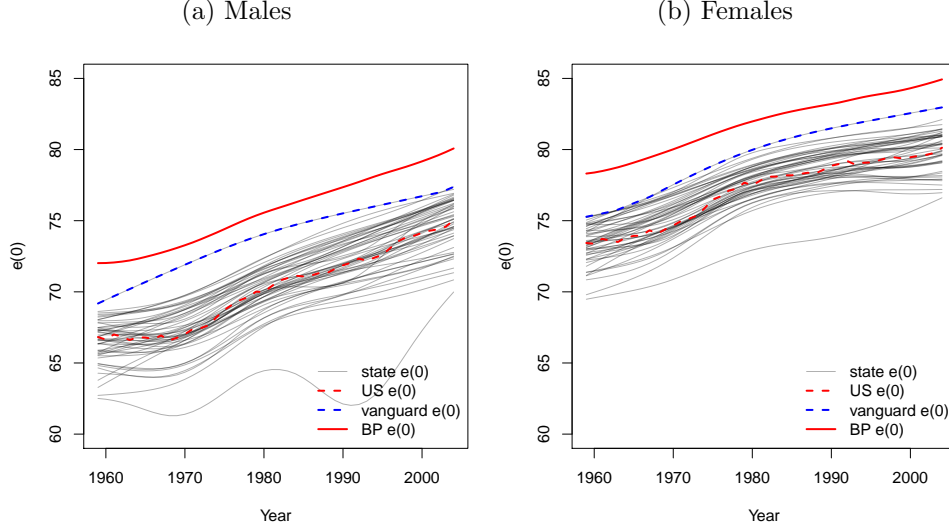 (a) Males
85
80
75
70
65
60
e(0)
state e(0)
US e(0)
vanguard e(0)
BP e(0)
1960 1970 1980 1990 2000
Year
(b) Females
85
80
75
70
65
60
e(0)
state e(0)
US e(0)
vanguard e(0)
BP e(0)
1960 1970 1980 1990 2000
Year